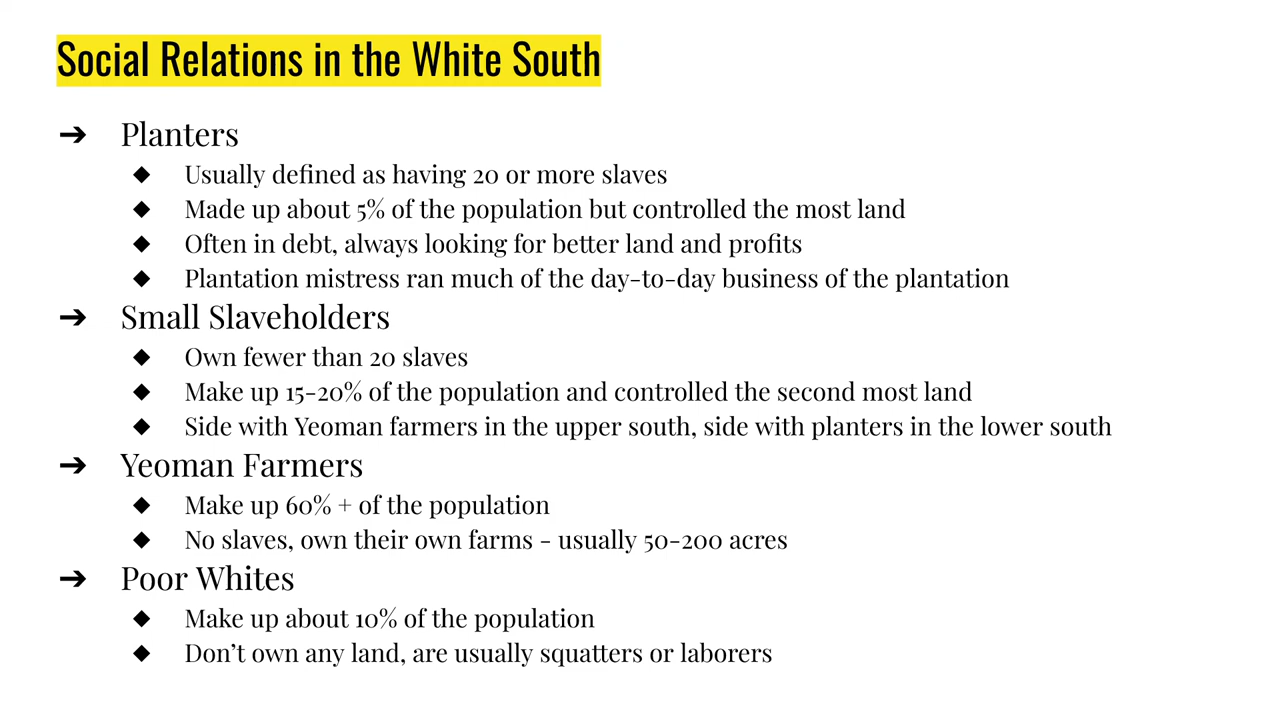 Social Relations in the White South
➔ Planters
◆ Usually defined as having 20 or more slaves
◆ Made up about 5% of the population but controlled the most land
◆ Often in debt, always looking for better land and profits
◆ Plantation mistress ran much of the day-to-day business of the plantation
➔ Small Slaveholders
◆ Own fewer than 20 slaves
◆ Make up 15-20% of the population and controlled the second most land
◆ Side with Yeoman farmers in the upper south, side with planters in the lower south
➔ Yeoman Farmers
◆ Make up 60% + of the population
◆ No slaves, own their own farms - usually 50-200 acres
➔ Poor Whites
◆ Make up about 10% of the population
◆ Don’t own any land, are usually squatters or laborers